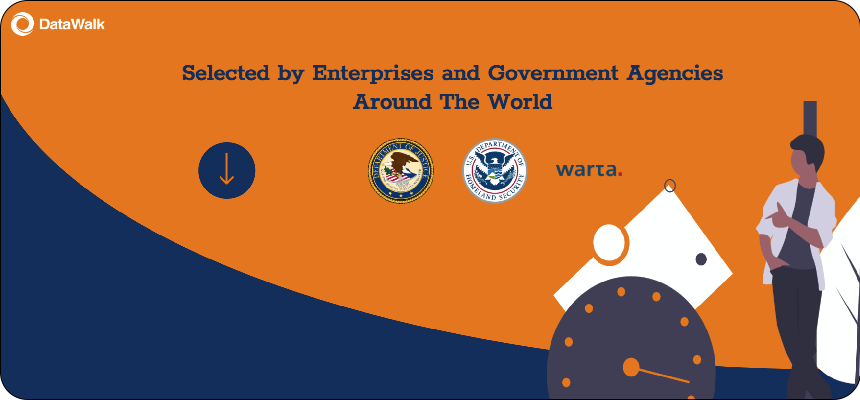 DataWalk
Selected by Enterprises and Government Agencies
Around The World
DEPARTMENT OF JUSTICE
U.S. DEPARTMENT OF
HOMELAND SECURITY
warta.